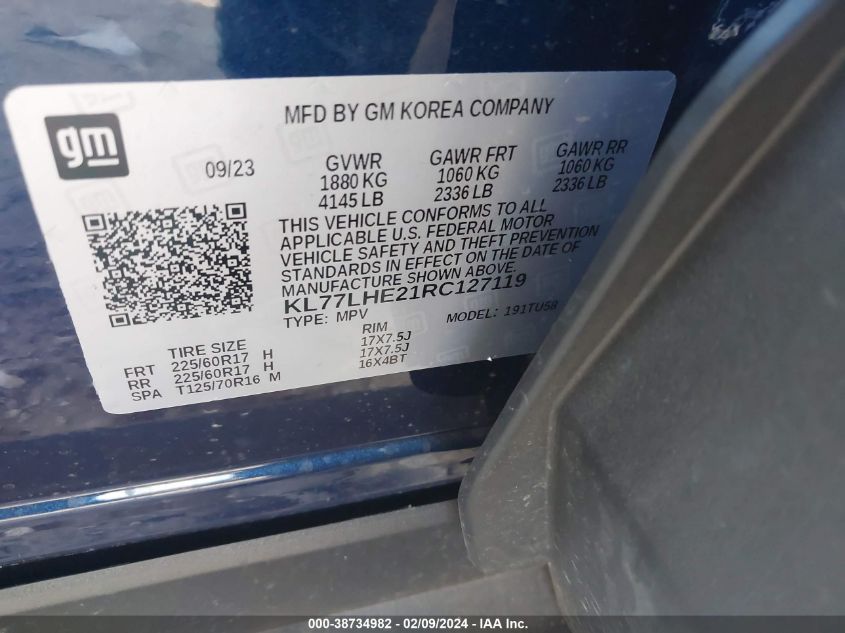 MFD BY GM KOREA COMPANY
gm
09/23
GVWR
1880 KG
4145 LB
GAWR FRT
1060 KG
2336 LB
GAWR RR
1060 KG
2336 LB
THIS VEHICLE CONFORMS TO ALL
APPLICABLE U.S. FEDERAL MOTOR
VEHICLE SAFETY AND THEFT PREVENTION
STANDARDS IN EFFECT ON THE DATE OF
MANUFACTURE SHOWN ABOVE.
KL77LHE21RC127119
TYPE: MPV MODEL: 191TU58
TIRE SIZE RIM
FRT 225/60R17 H 17X7.5J
RR 225/60R17 H 17X7.5J
SPA T125/70R16 M 16X4BT
000-38734982 - 02/09/2024 - IAA Inc.